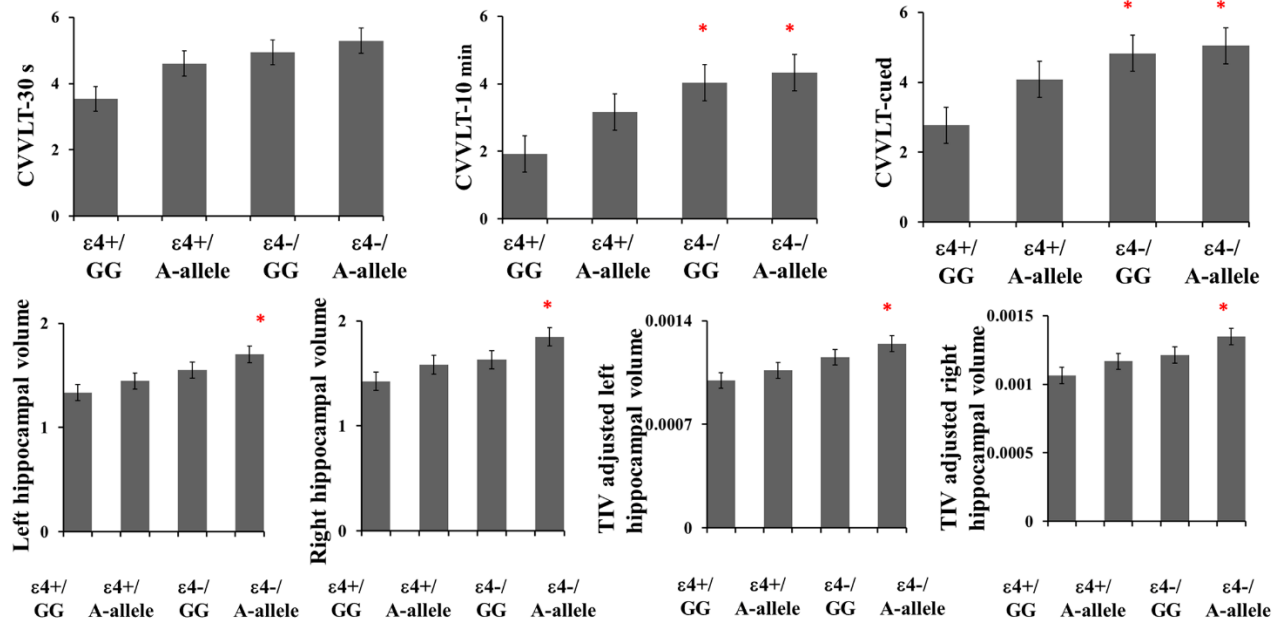 CVVLT-30 s
6
4
2
0
ε4+/ ε4+/ ε4-/ ε4-/
GG A-allele GG A-allele
CVVLT-10 min
6
4
2
0
* *
ε4+/ ε4+/ ε4-/ ε4-/
GG A-allele GG A-allele
CVVLT-cued
6
4
2
0
* *
ε4+/ ε4+/ ε4-/ ε4-/
GG A-allele GG A-allele
Left hippocampal volume
2
1
0
*
ε4+/ ε4+/ ε4-/ ε4-/
GG A-allele GG A-allele
Right hippocampal volume
2
1
0
*
ε4+/ ε4+/ ε4-/ ε4-/
GG A-allele GG A-allele
TIV adjusted left
hippocampal volume
0.0014
0.0007
0
*
ε4+/ ε4+/ ε4-/ ε4-/
GG A-allele GG A-allele
TIV adjusted right
hippocampal volume
0.0015
0.001
0.0005
0
*
ε4+/ ε4+/ ε4-/ ε4-/
GG A-allele GG A-allele